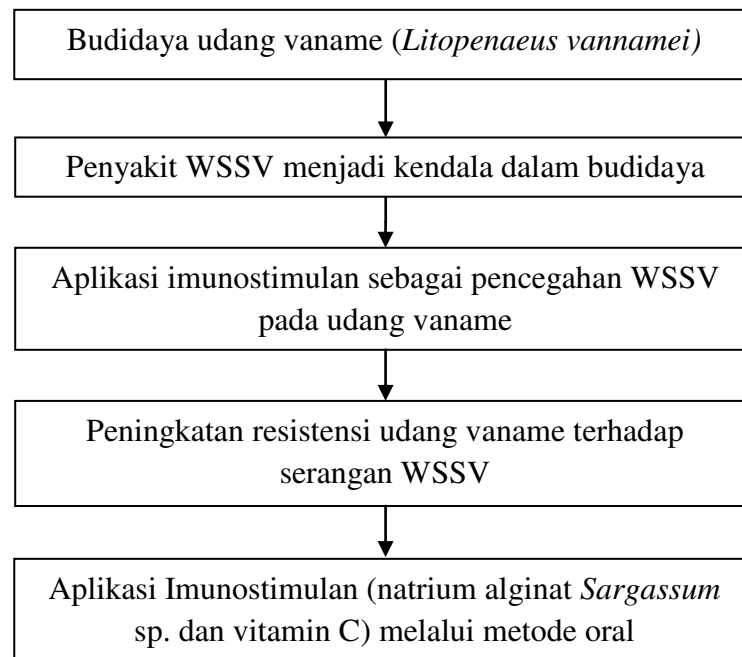 Budidaya udang vaname (Litopenaeus vannamei)
Penyakit WSSV menjadi kendala dalam budidaya
Aplikasi imunostimulan sebagai pencegahan WSSV
pada udang vaname
Peningkatan resistensi udang vaname terhadap
serangan WSSV
Aplikasi Imunostimulan (natrium alginat Sargassum
sp. dan vitamin C) melalui metode oral